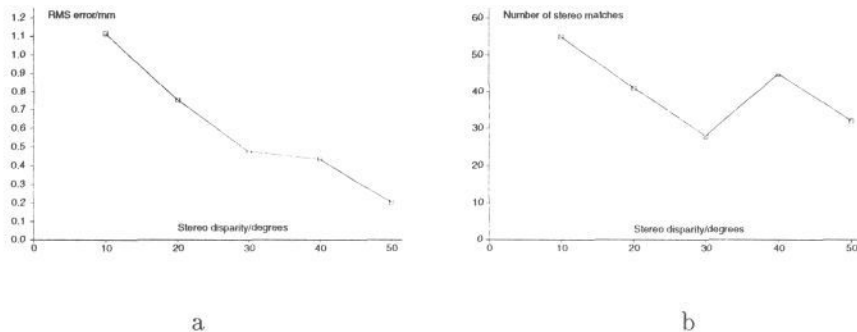 RMS error/mm
1.2
1.1
1.0
0.9
0.8
0.7
0.6
0.5
0.4
0.3
0.2
0.1
0.0
Stereo disparity/degrees
0 10 20 30 40 50
a
Number of stereo matches
60
50
40
30
20
10
0
Stereo disparity/degrees
0 10 20 30 40 50
b